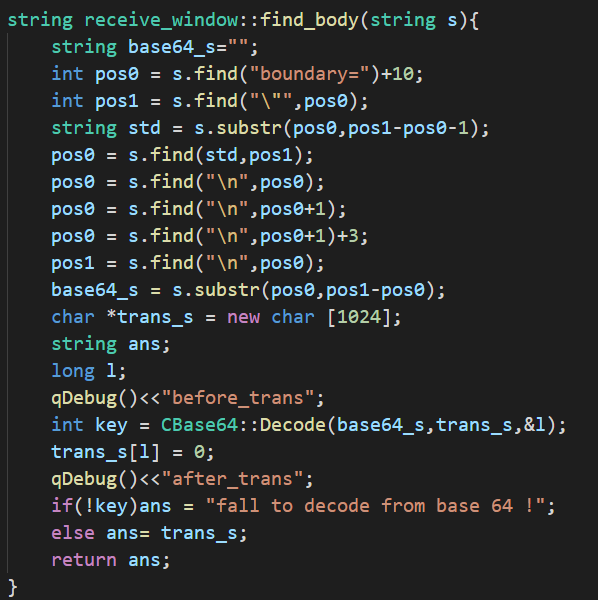 string receive_window::find_body(string s){
    string base64_s="";
    int pos0 = s.find("boundary=")+10;
    int pos1 = s.find("\"",pos0);
    string std = s.substr(pos0,pos1-pos0-1);
    pos0 = s.find(std,pos1);
    pos0 = s.find("\n",pos0);
    pos0 = s.find("\n",pos0+1);
    pos0 = s.find("\n",pos0+1)+3;
    pos1 = s.find("\n",pos0);
    base64_s = s.substr(pos0,pos1-pos0);
    char *trans_s = new char [1024];
    string ans;
    long l;
    qDebug()<<"before_trans";
    int key = CBase64::Decode(base64_s,trans_s,&l);
    trans_s[l] = 0;
    qDebug()<<"after_trans";
    if(!key)ans = "fall to decode from base 64 !";
    else ans= trans_s;
    return ans;
}